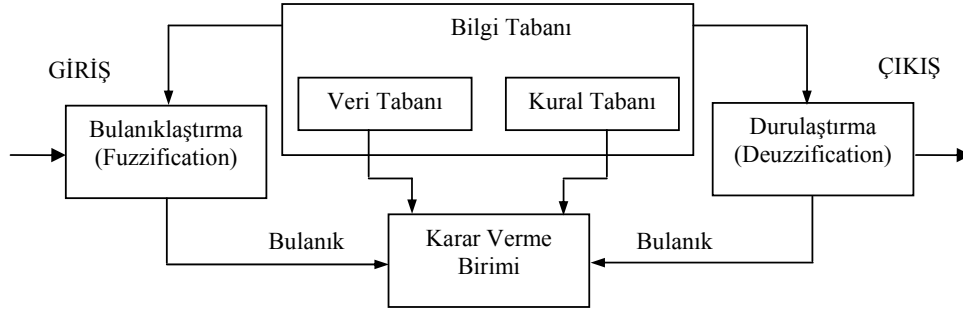 Bilgi Tabanı
GİRİŞ
ÇIKIŞ
Veri Tabanı
Kural Tabanı
Bulanıklaştırma
(Fuzzification)
Durulaştırma
(Deuzzification)
Bulanık
Karar Verme
Birimi
Bulanık